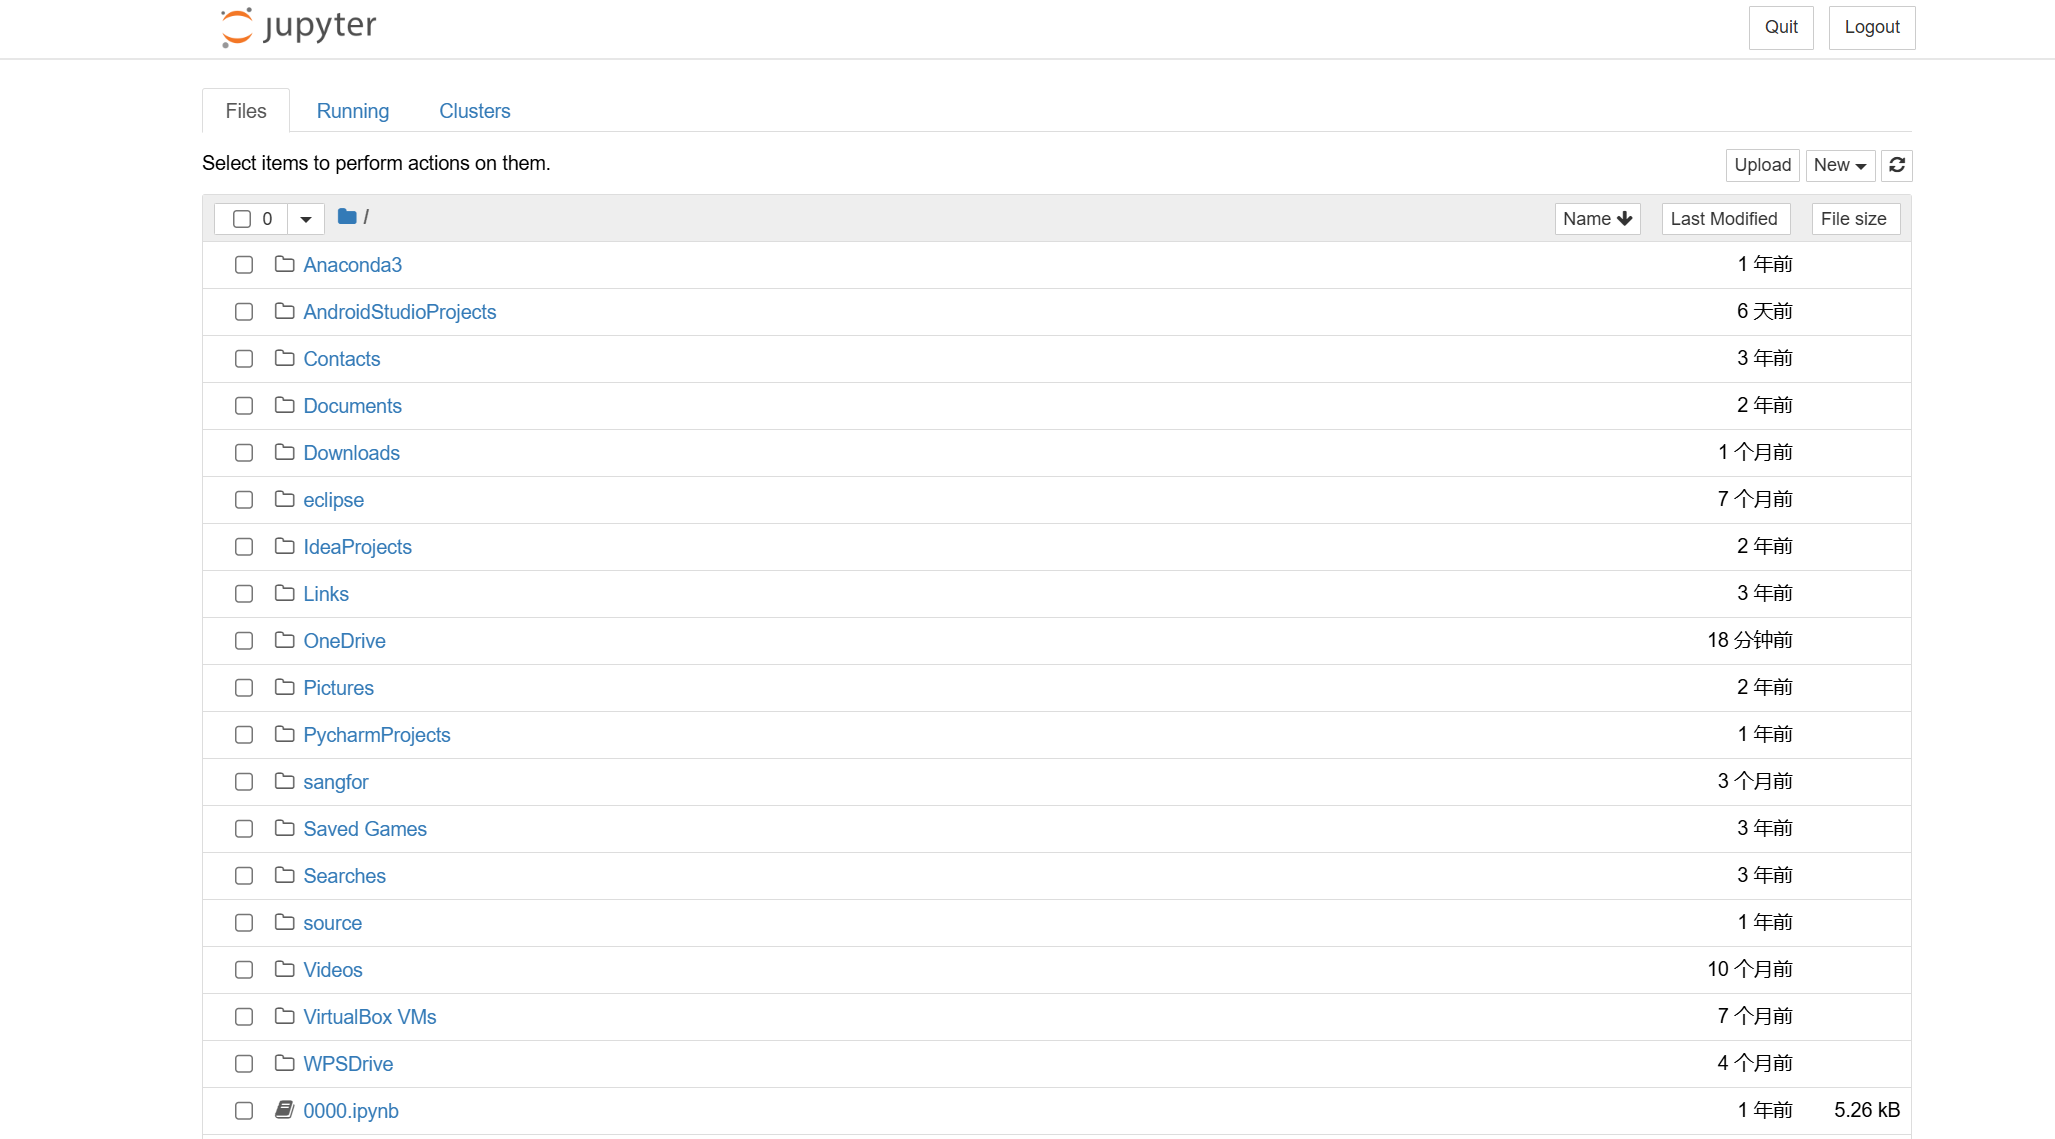 jupyter
Quit
Logout
Files
Running
Clusters
Select items to perform actions on them.
Upload
New
0
/
Name
Last Modified
File size
Anaconda3
1 年前
AndroidStudioProjects
6 天前
Contacts
3 年前
Documents
2 年前
Downloads
1 个月前
eclipse
7 个月前
IdeaProjects
2 年前
Links
3 年前
OneDrive
18 分钟前
Pictures
2 年前
PycharmProjects
1 年前
sangfor
3 个月前
Saved Games
3 年前
Searches
3 年前
source
1 年前
Videos
10 个月前
VirtualBox VMs
7 个月前
WPSDrive
4 个月前
0000.ipynb
1 年前
5.26 kB